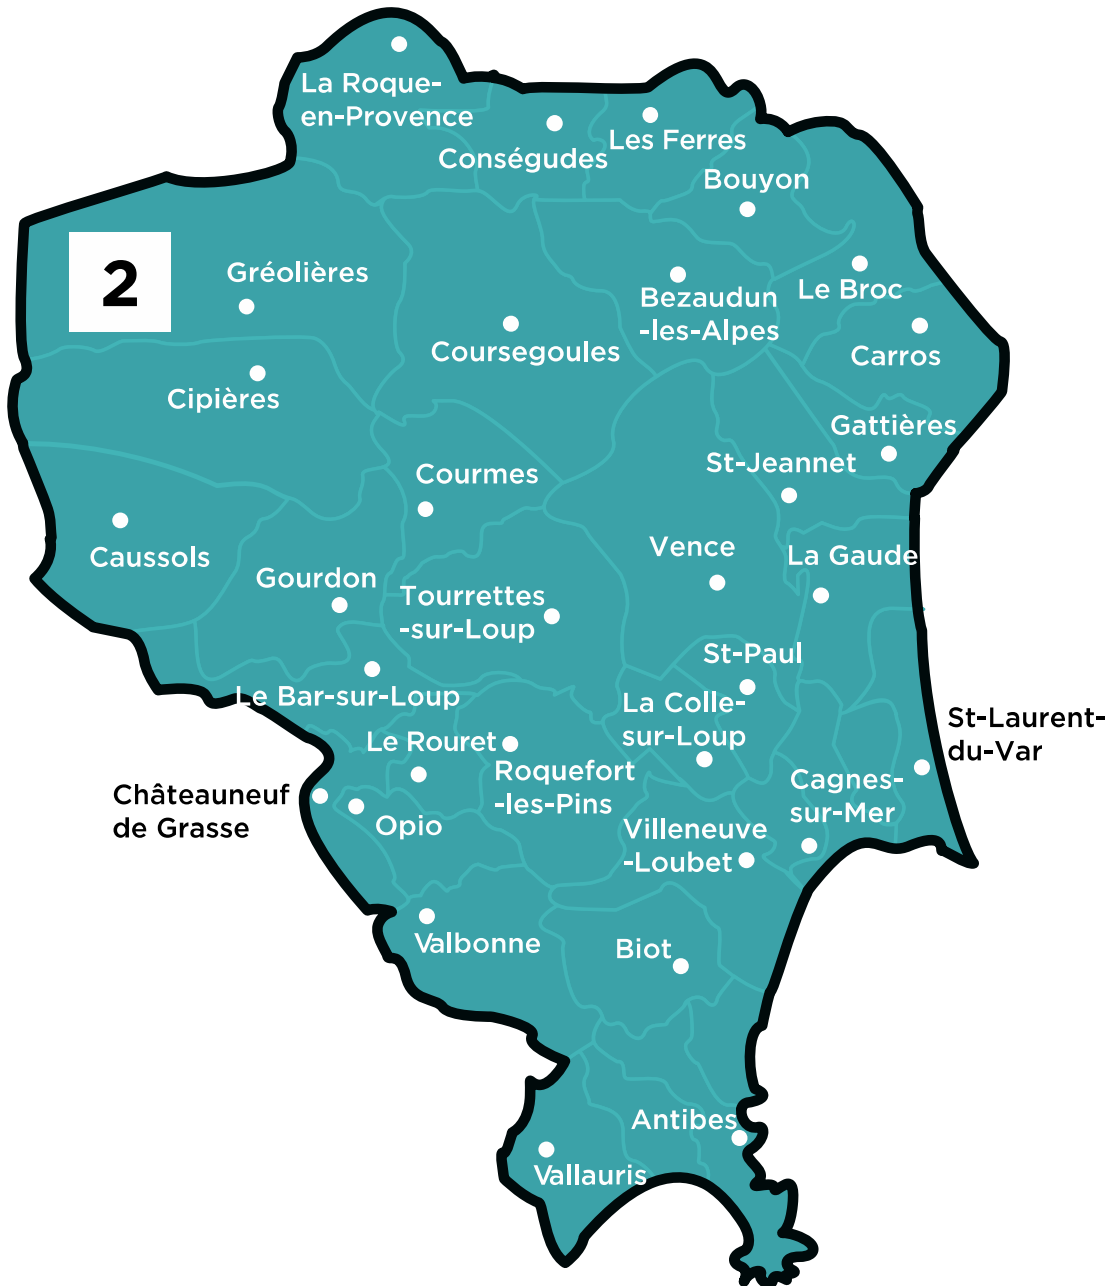 La Roque-
en-Provence
Conségudes
Les Ferres
Bouyon
2
Gréolières
Bezaudun
-les-Alpes
Le Broc
Coursegoules
Carros
Cipières
Gattières
St-Jeannet
Courmes
Vence
La Gaude
Caussols
Gourdon
Tourrettes
-sur-Loup
St-Paul
Le Bar-sur-Loup
La Colle-
sur-Loup
St-Laurent-
du-Var
Le Rouret
Roquefort
-les-Pins
Cagnes-
sur-Mer
Châteauneuf
de Grasse
Opio
Villeneuve
-Loubet
Valbonne
Biot
Antibes
Vallauris